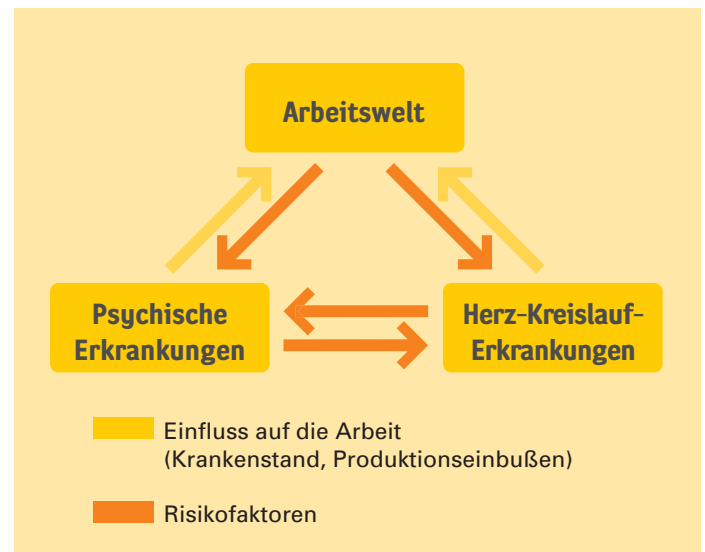 Arbeitswelt
Psychische
Erkrankungen
Herz-Kreislauf-
Erkrankungen
Einfluss auf die Arbeit
(Krankenstand, Produktionseinbußen)
Risikofaktoren